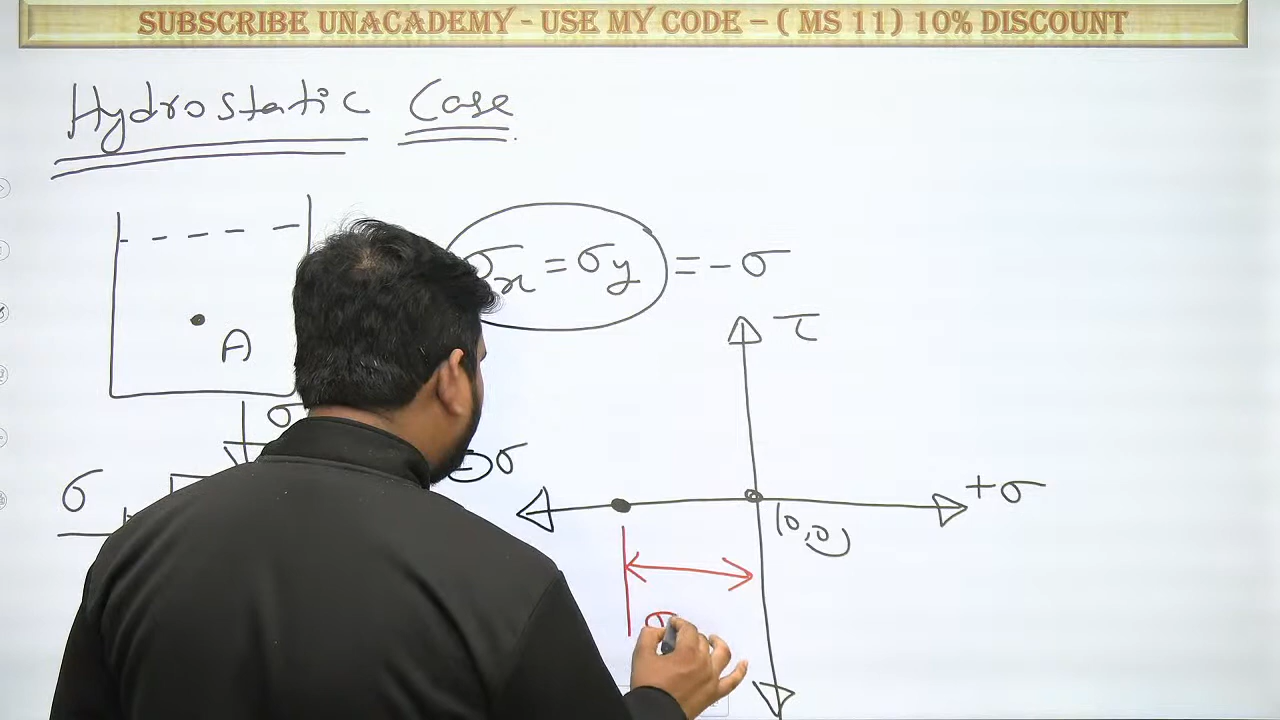 SUBSCRIBE UNACADEMY - USE MY CODE – ( MS 11) 10% DISCOUNT
Hydrostatic Case
σx = σy = - σ
A
τ
σ
σ
- σ
+ σ
(0,0)
σ